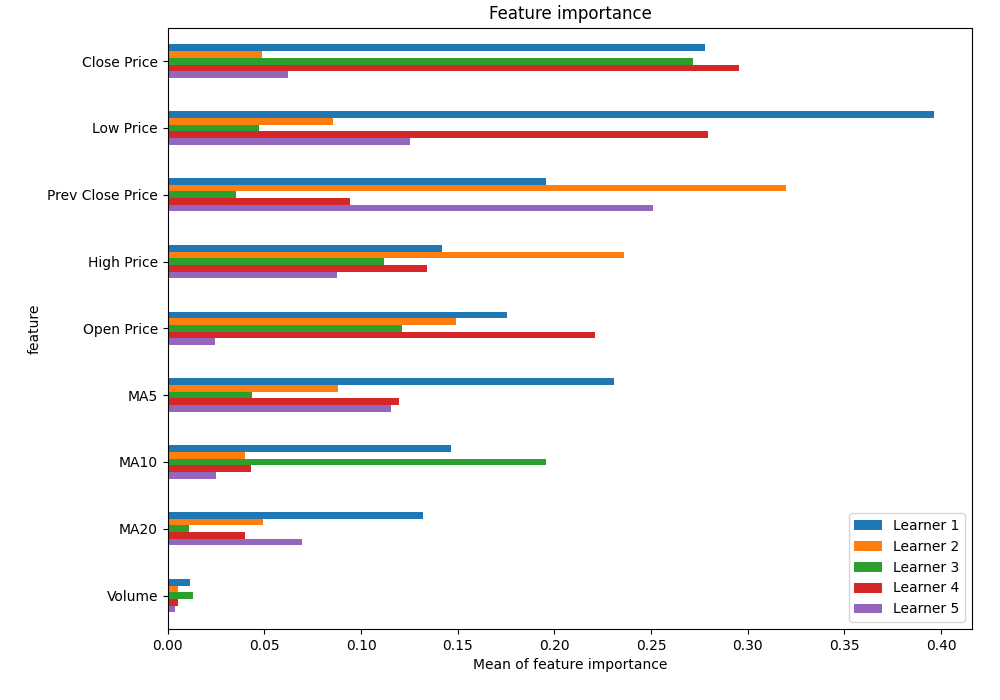 Feature importance
Close Price
Low Price
Prev Close Price
High Price
Open Price
feature
MA5
MA10
MA20
Volume
Learner 1
Learner 2
Learner 3
Learner 4
Learner 5
0.00 0.05 0.10 0.15 0.20 0.25 0.30 0.35 0.40
Mean of feature importance